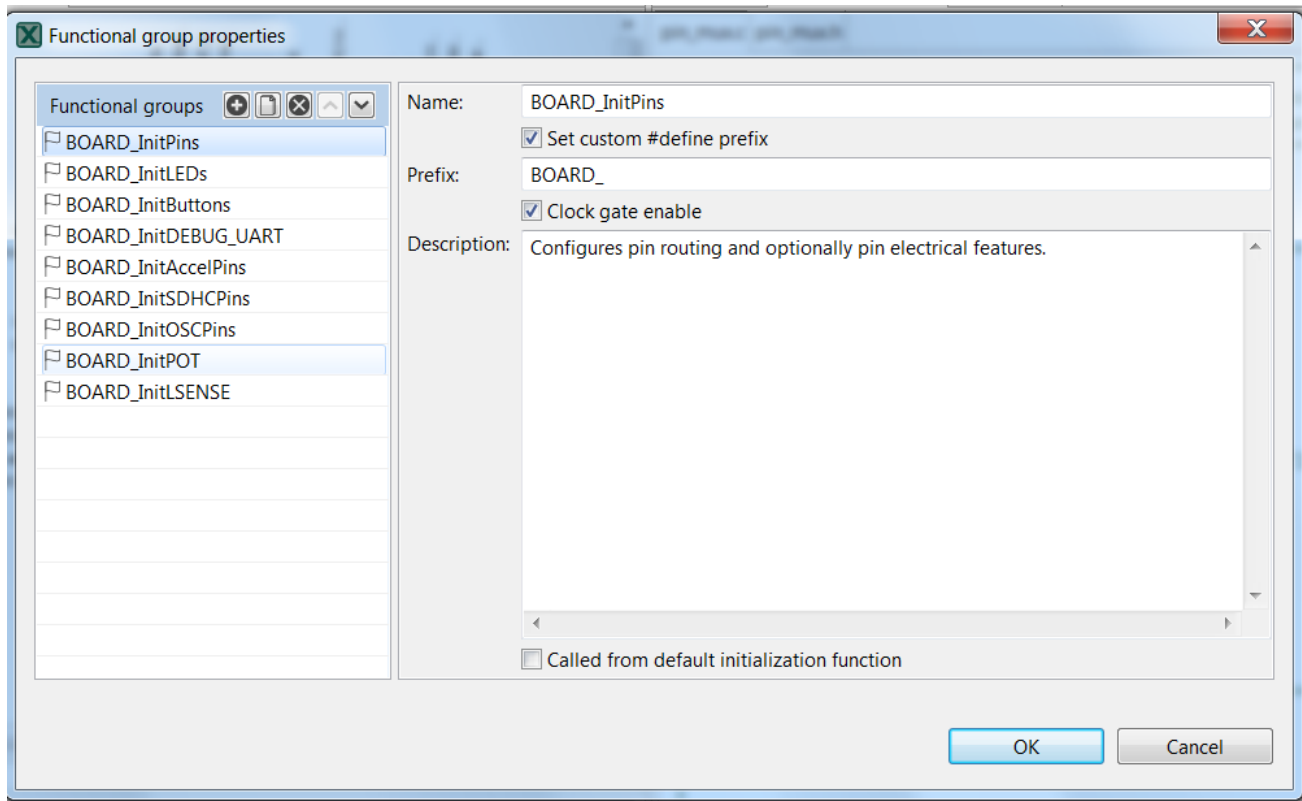 Functional group properties
Functional groups
BOARD_InitPins
BOARD_InitLEDs
BOARD_InitButtons
BOARD_InitDEBUG_UART
BOARD_InitAccelPins
BOARD_InitSDHCPins
BOARD_InitOSCPins
BOARD_InitPOT
BOARD_InitLSENSE
Name: BOARD_InitPins
Set custom #define prefix
Prefix: BOARD_
Clock gate enable
Description: Configures pin routing and optionally pin electrical features.
Called from default initialization function
OK Cancel